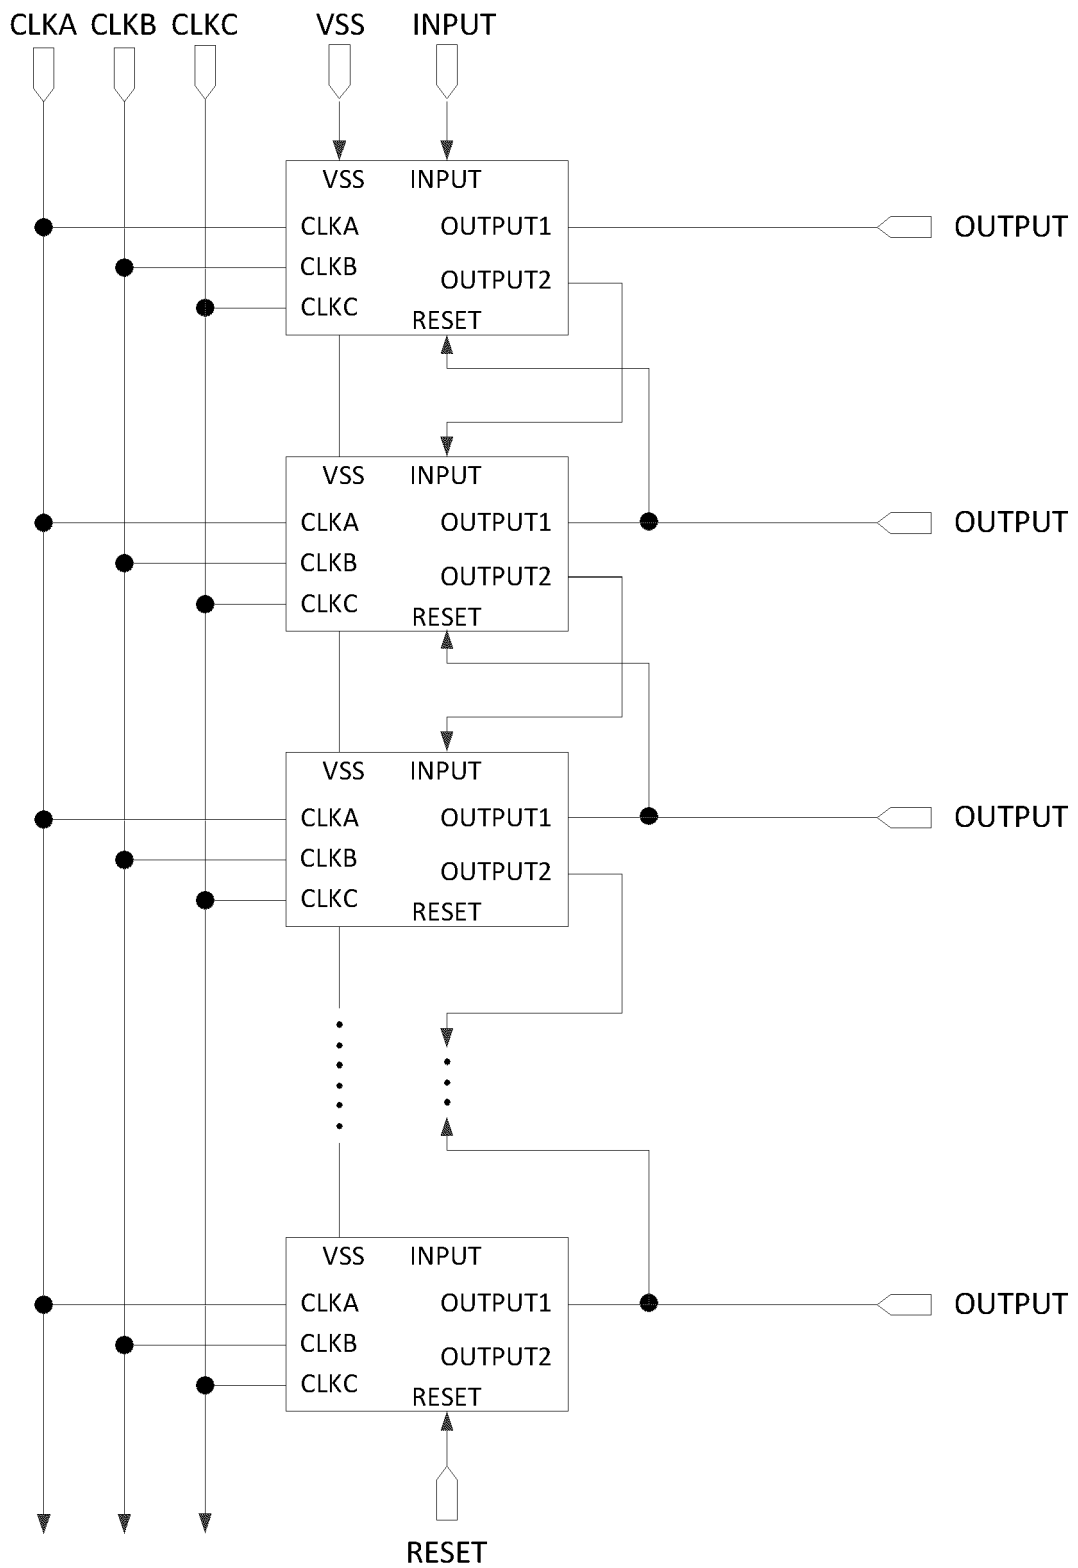 CLKA CLKB CLKC VSS INPUT
VSS INPUT
CLKA OUTPUT1 OUTPUT
CLKB
OUTPUT2
CLKC
RESET
VSS INPUT
CLKA OUTPUT1 OUTPUT
CLKB
OUTPUT2
CLKC
RESET
VSS INPUT
CLKA OUTPUT1 OUTPUT
CLKB
OUTPUT2
CLKC
RESET
VSS INPUT
CLKA OUTPUT1 OUTPUT
CLKB
OUTPUT2
CLKC
RESET
RESET